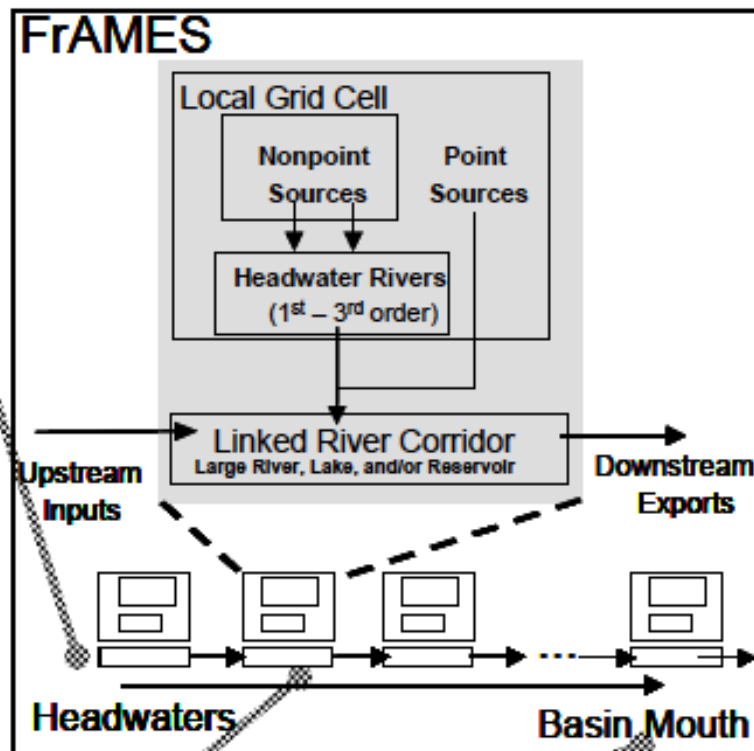 FrAMES
Local Grid Cell
Nonpoint
Sources
Point
Sources
Headwater Rivers
(1st – 3rd order)
Linked River Corridor
Large River, Lake, and/or Reservoir
Upstream
Inputs
Downstream
Exports
Headwaters
Basin Mouth